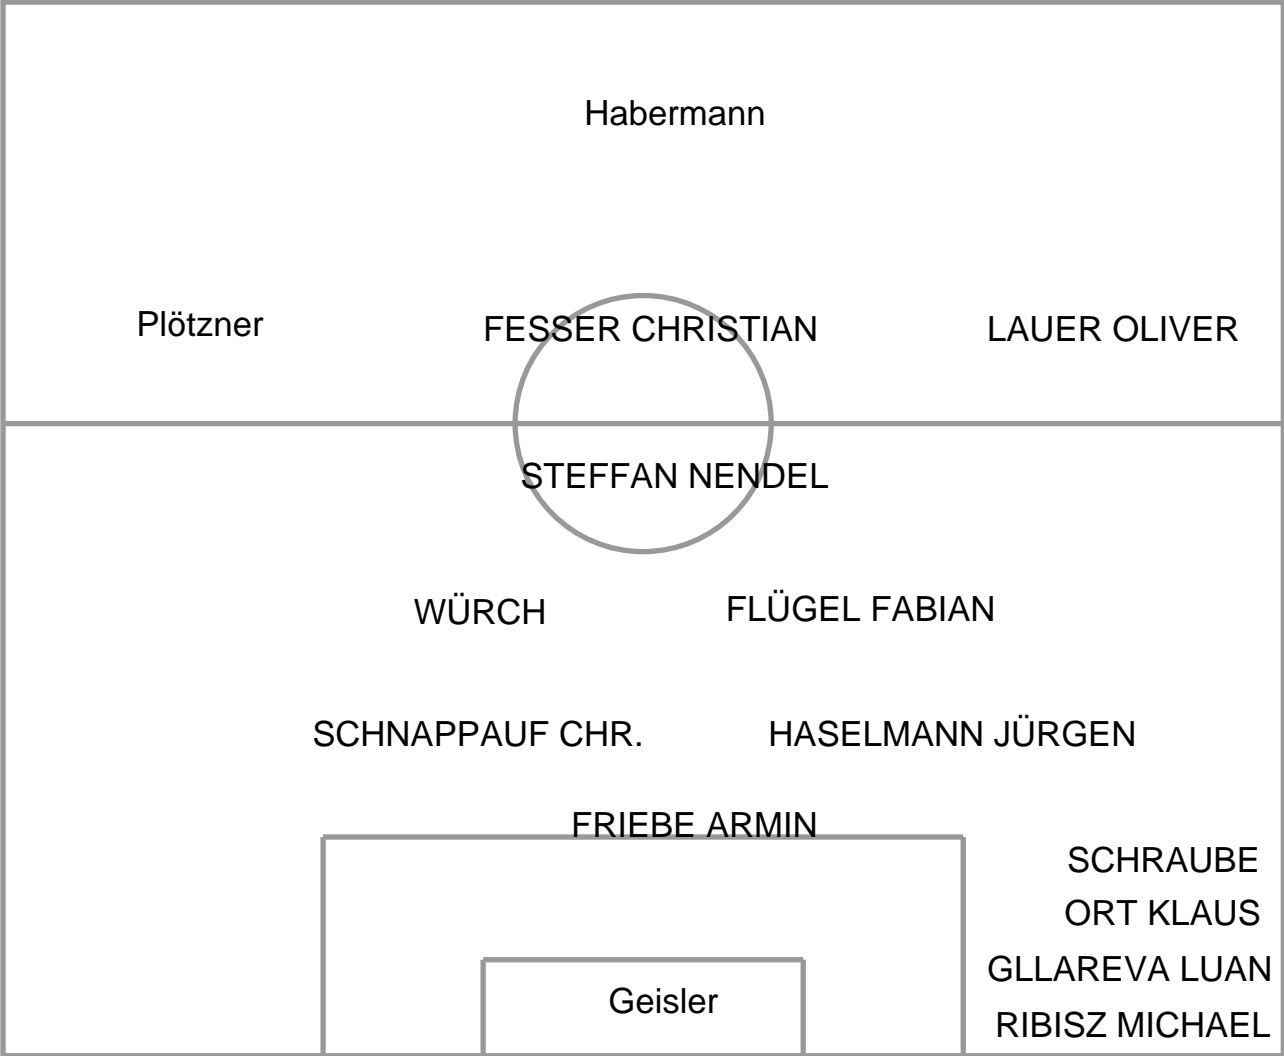 Habermann
Plötzner
FESSER CHRISTIAN
LAUER OLIVER
STEFFAN NENDEL
WÜRCH
FLÜGEL FABIAN
SCHNAPPAUF CHR.
HASELMANN JÜRGEN
FRIEBE ARMIN
SCHRAUBE
ORT KLAUS
GLLAREVA LUAN
Geisler
RIBISZ MICHAEL